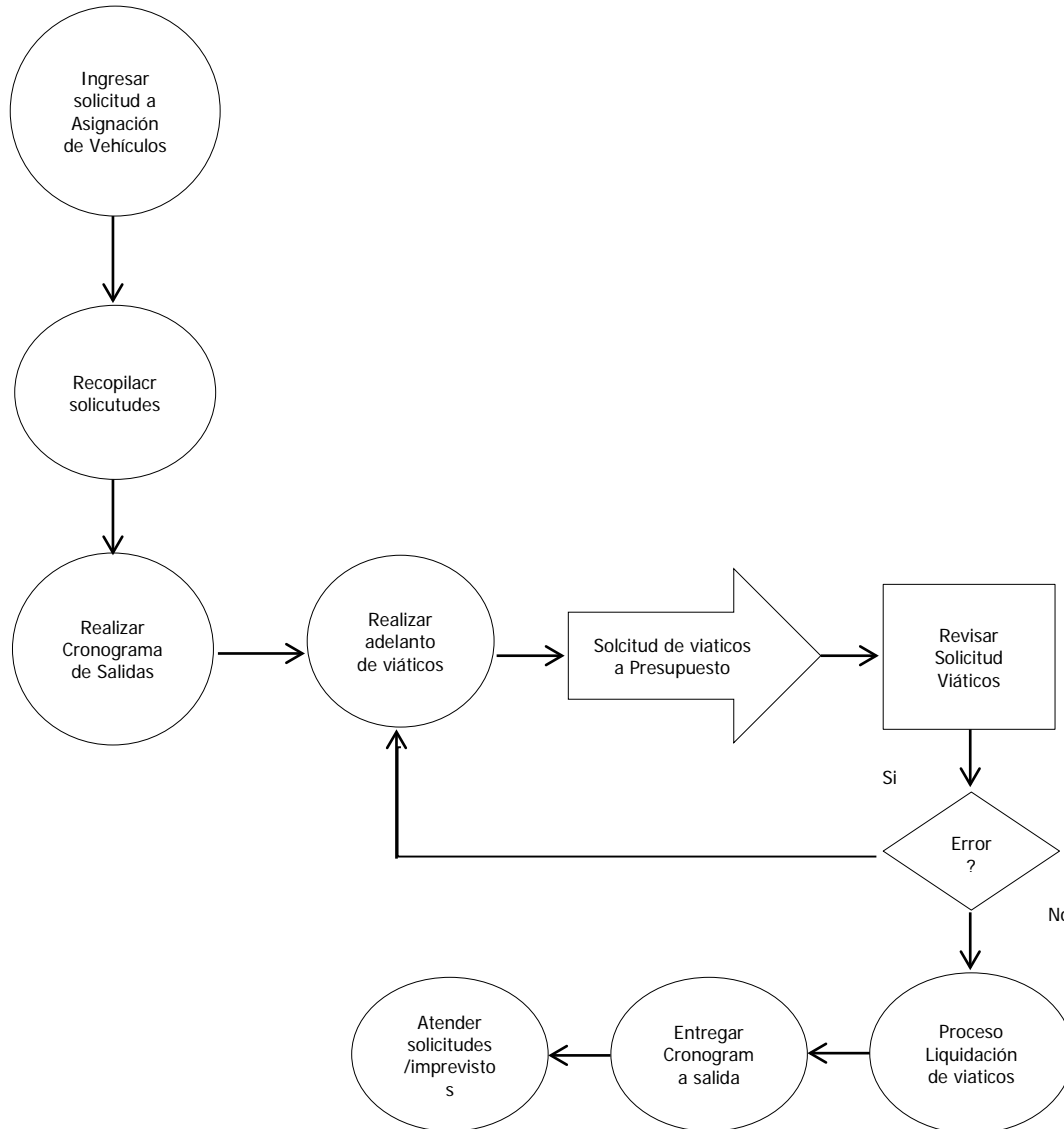 Ingresar
solicitud a
Asignación
de Vehículos
Recopilacr
solicutudes
Realizar
Cronograma
de Salidas
Realizar
adelanto
de viáticos
Solcitud de viaticos
a Presupuesto
Revisar
Solicitud
Viáticos
Si
Error
?
No
Proceso
Liquidación
de viaticos
Entregar
Cronogram
a salida
Atender
solicitudes
/imprevisto
s